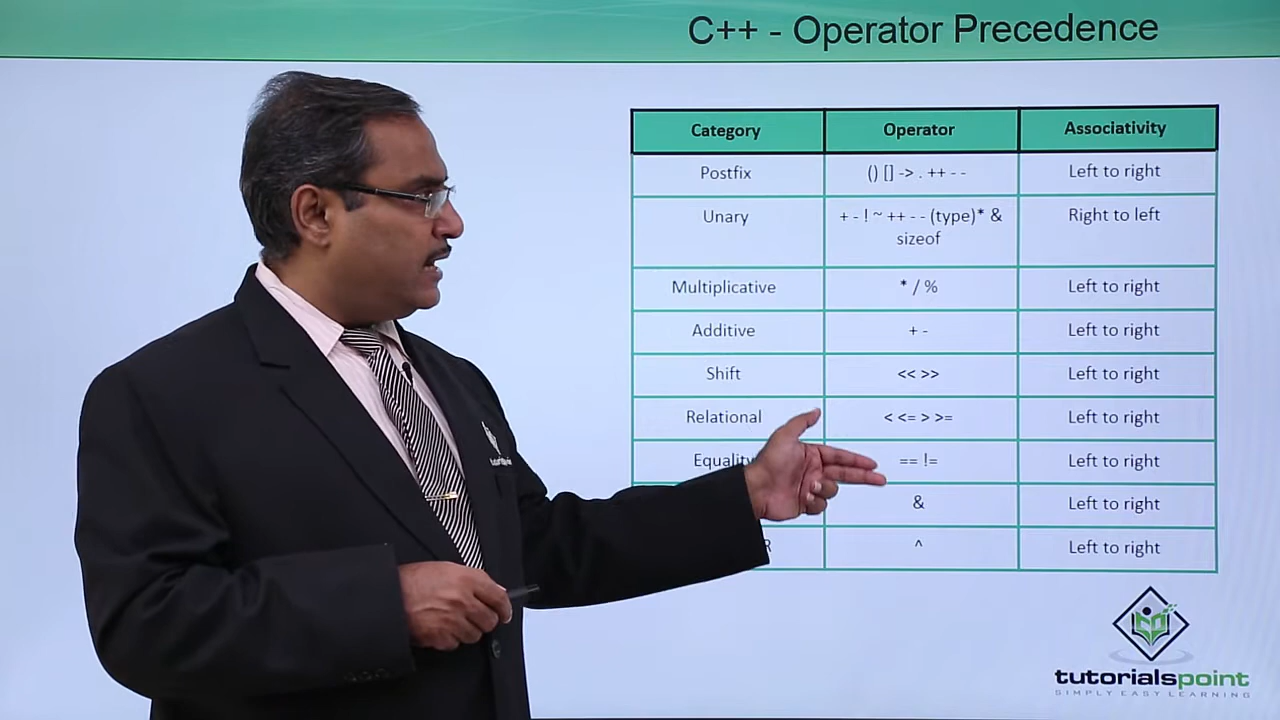 C++ - Operator Precedence
Category Operator Associativity
Postfix () [] -> . ++ - - Left to right
Unary + - ! ~ ++ - - (type)* & sizeof Right to left
Multiplicative * / % Left to right
Additive + - Left to right
Shift << >> Left to right
Relational < <= > >= Left to right
Equality == != Left to right
& Left to right
R ^ Left to right
tutorialspoint
SIMPLY EASY LEARNING